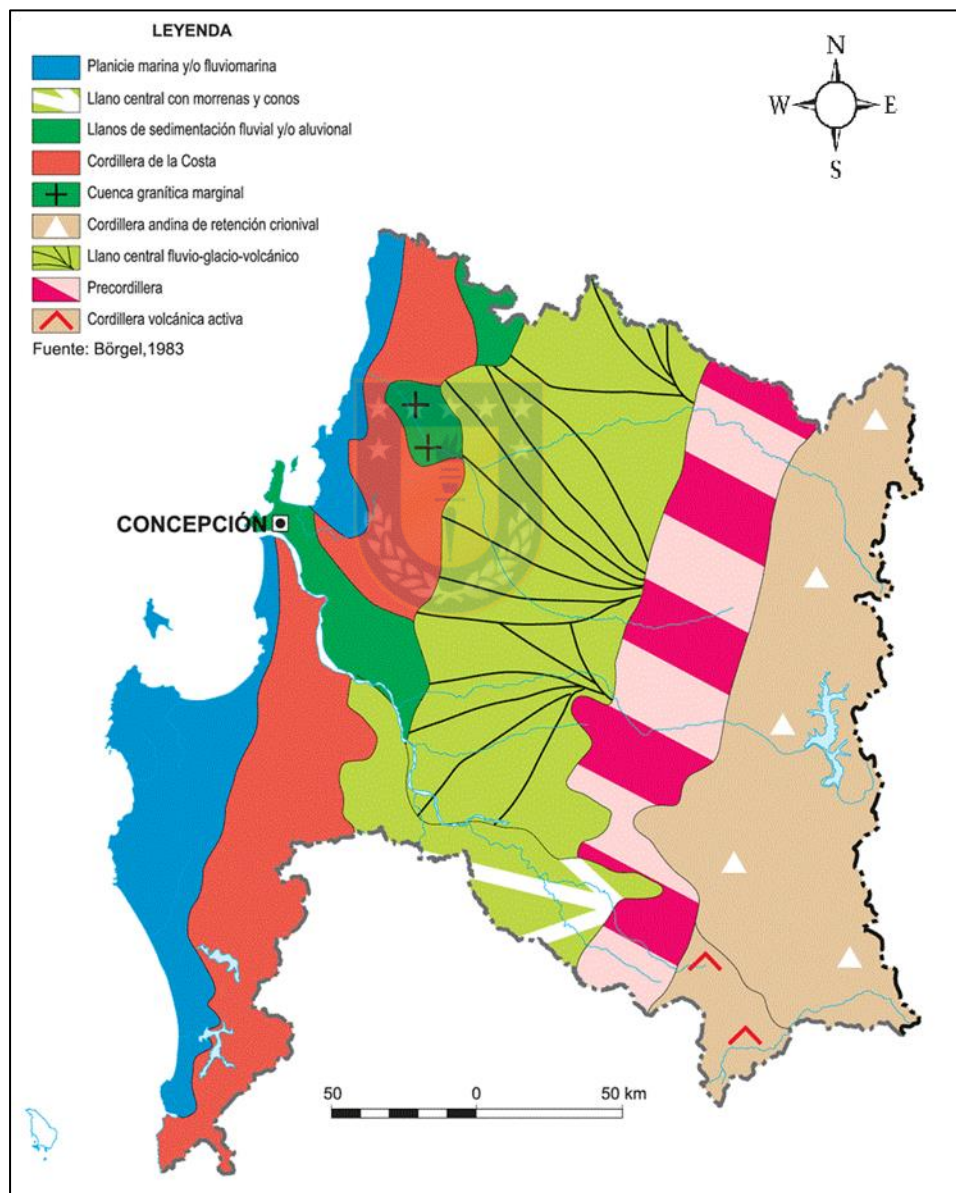 LEYENDA
Planicie marina y/o fluviomarina
Llano central con morrenas y conos
Llanos de sedimentación fluvial y/o aluvional
Cordillera de la Costa
Cuenca granítica marginal
Cordillera andina de retención crionival
Llano central fluvio-glacio-volcánico
Precordillera
Cordillera volcánica activa
Fuente: Börgel,1983
N
W E
S
CONCEPCIÓN
50 0 50 km